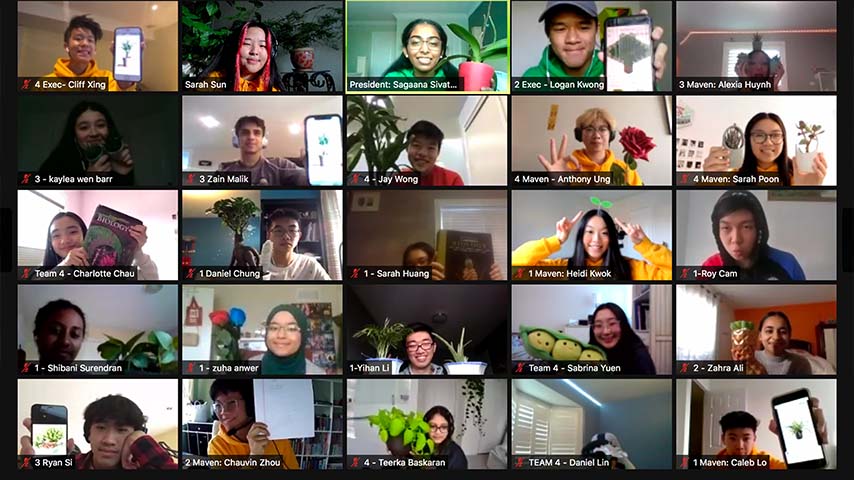 4 Exec- Cliff Xing
Sarah Sun
President: Sagaana Sivat...
2 Exec - Logan Kwong
3 Maven: Alexia Huynh
3 - kaylea wen barr
3 Zain Malik
4 - Jay Wong
4 Maven - Anthony Ung
4 Maven: Sarah Poon
BIOLOGY
Team 4 - Charlotte Chau
1 Daniel Chung
1 - Sarah Huang
1 Maven: Heidi Kwok
1-Roy Cam
1 - Shibani Surendran
1 - zuha anwer
1-Yihan Li
Team 4 - Sabrina Yuen
2 - Zahra Ali
3 Ryan Si
2 Maven: Chauvin Zhou
4 - Teerka Baskaran
TEAM 4 - Daniel Lin
1 Maven: Caleb Lo